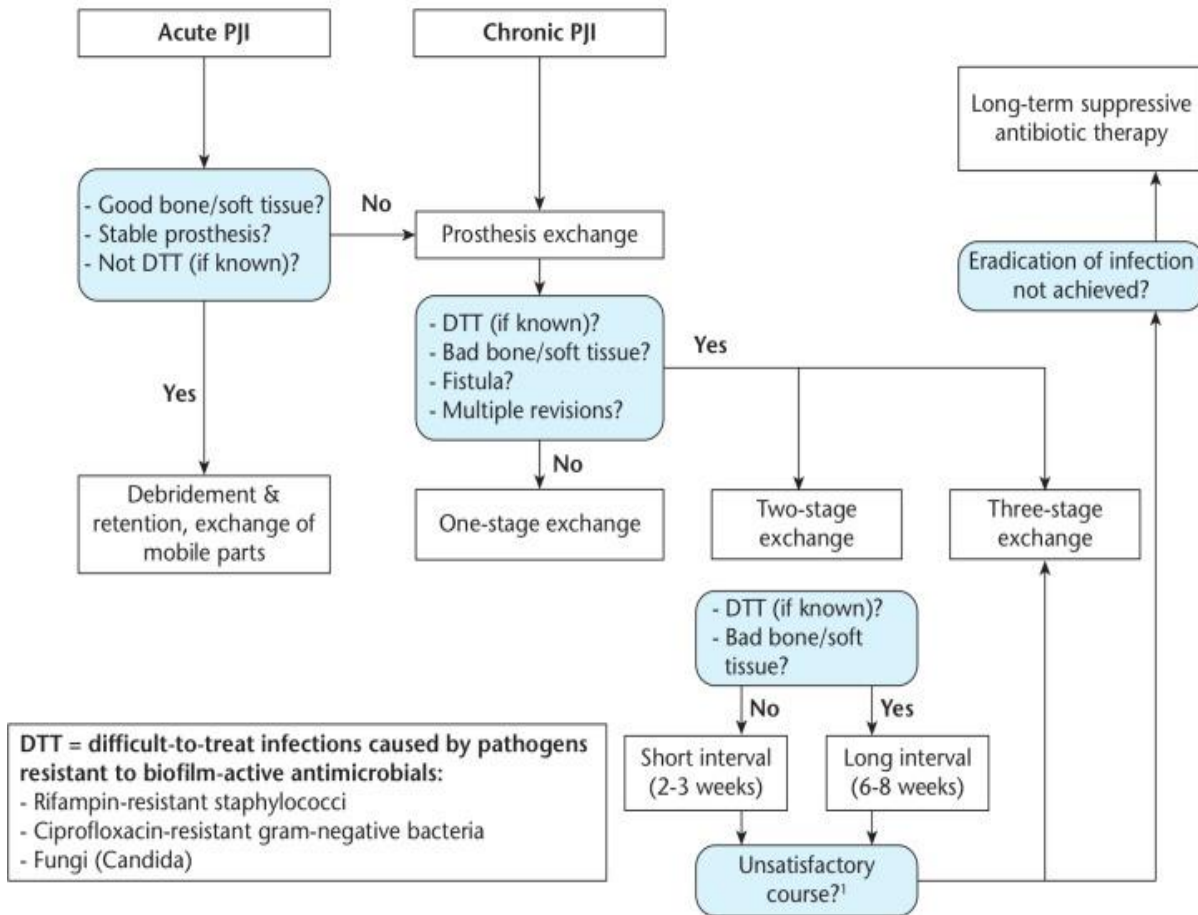 Acute PJI
Chronic PJI
Long-term suppressive
antibiotic therapy
- Good bone/soft tissue?
- Stable prosthesis?
- Not DTT (if known)?
No
Prosthesis exchange
Eradication of infection
not achieved?
- DTT (if known)?
- Bad bone/soft tissue?
- Fistula?
- Multiple revisions?
Yes
Yes
No
Debridement &
retention, exchange of
mobile parts
One-stage exchange
Two-stage
exchange
Three-stage
exchange
- DTT (if known)?
- Bad bone/soft
tissue?
No
Yes
Short interval
(2-3 weeks)
Long interval
(6-8 weeks)
Unsatisfactory
course?¹
DTT = difficult-to-treat infections caused by pathogens
resistant to biofilm-active antimicrobials:
- Rifampin-resistant staphylococci
- Ciprofloxacin-resistant gram-negative bacteria
- Fungi (Candida)